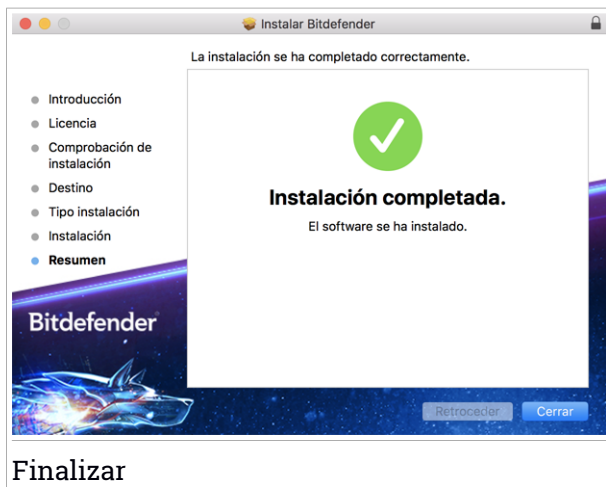 Instalar Bitdefender
La instalación se ha completado correctamente.
Introducción
Licencia
Comprobación de
instalación
Destino
Tipo instalación
Instalación
Resumen
Instalación completada.
El software se ha instalado.
Bitdefender
Retroceder
Cerrar
Finalizar